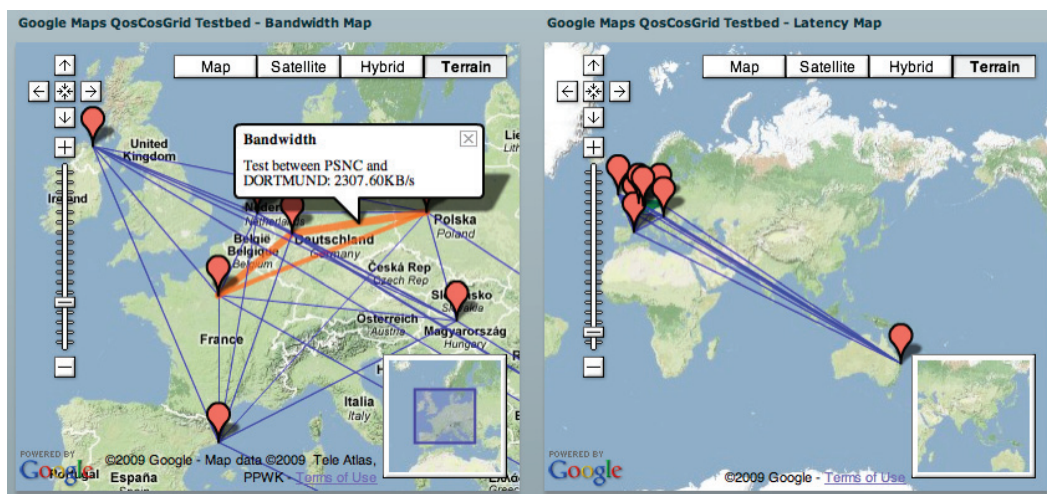 Google Maps QosCosGrid Testbed - Bandwidth Map
Map
Satellite
Hybrid
Terrain
United
Kingdom
Bandwidth
Test between PSNC and
DORTMUND: 2307.60KB/s
Polska
Poland
België
Belgique
Belgium
Deutschland
Germany
Česká Rep
Czech Rep
France
Österreich
Austria
Magyarország
Hungary
Italia
Italy
España
POWERED BY
Google
©2009 Google - Map data ©2009 Tele Atlas,
PPWK - Terms of Use
Google Maps QosCosGrid Testbed - Latency Map
Map
Satellite
Hybrid
Terrain
POWERED BY
Google
©2009 Google - Terms of Use